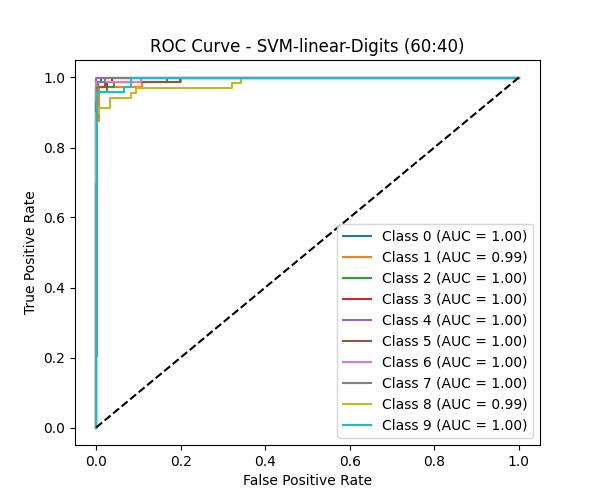 ROC Curve - SVM-linear-Digits (60:40)
True Positive Rate
1.0
0.8
0.6
0.4
0.2
0.0
Class 0 (AUC = 1.00)
Class 1 (AUC = 0.99)
Class 2 (AUC = 1.00)
Class 3 (AUC = 1.00)
Class 4 (AUC = 1.00)
Class 5 (AUC = 1.00)
Class 6 (AUC = 1.00)
Class 7 (AUC = 1.00)
Class 8 (AUC = 0.99)
Class 9 (AUC = 1.00)
0.0 0.2 0.4 0.6 0.8 1.0
False Positive Rate